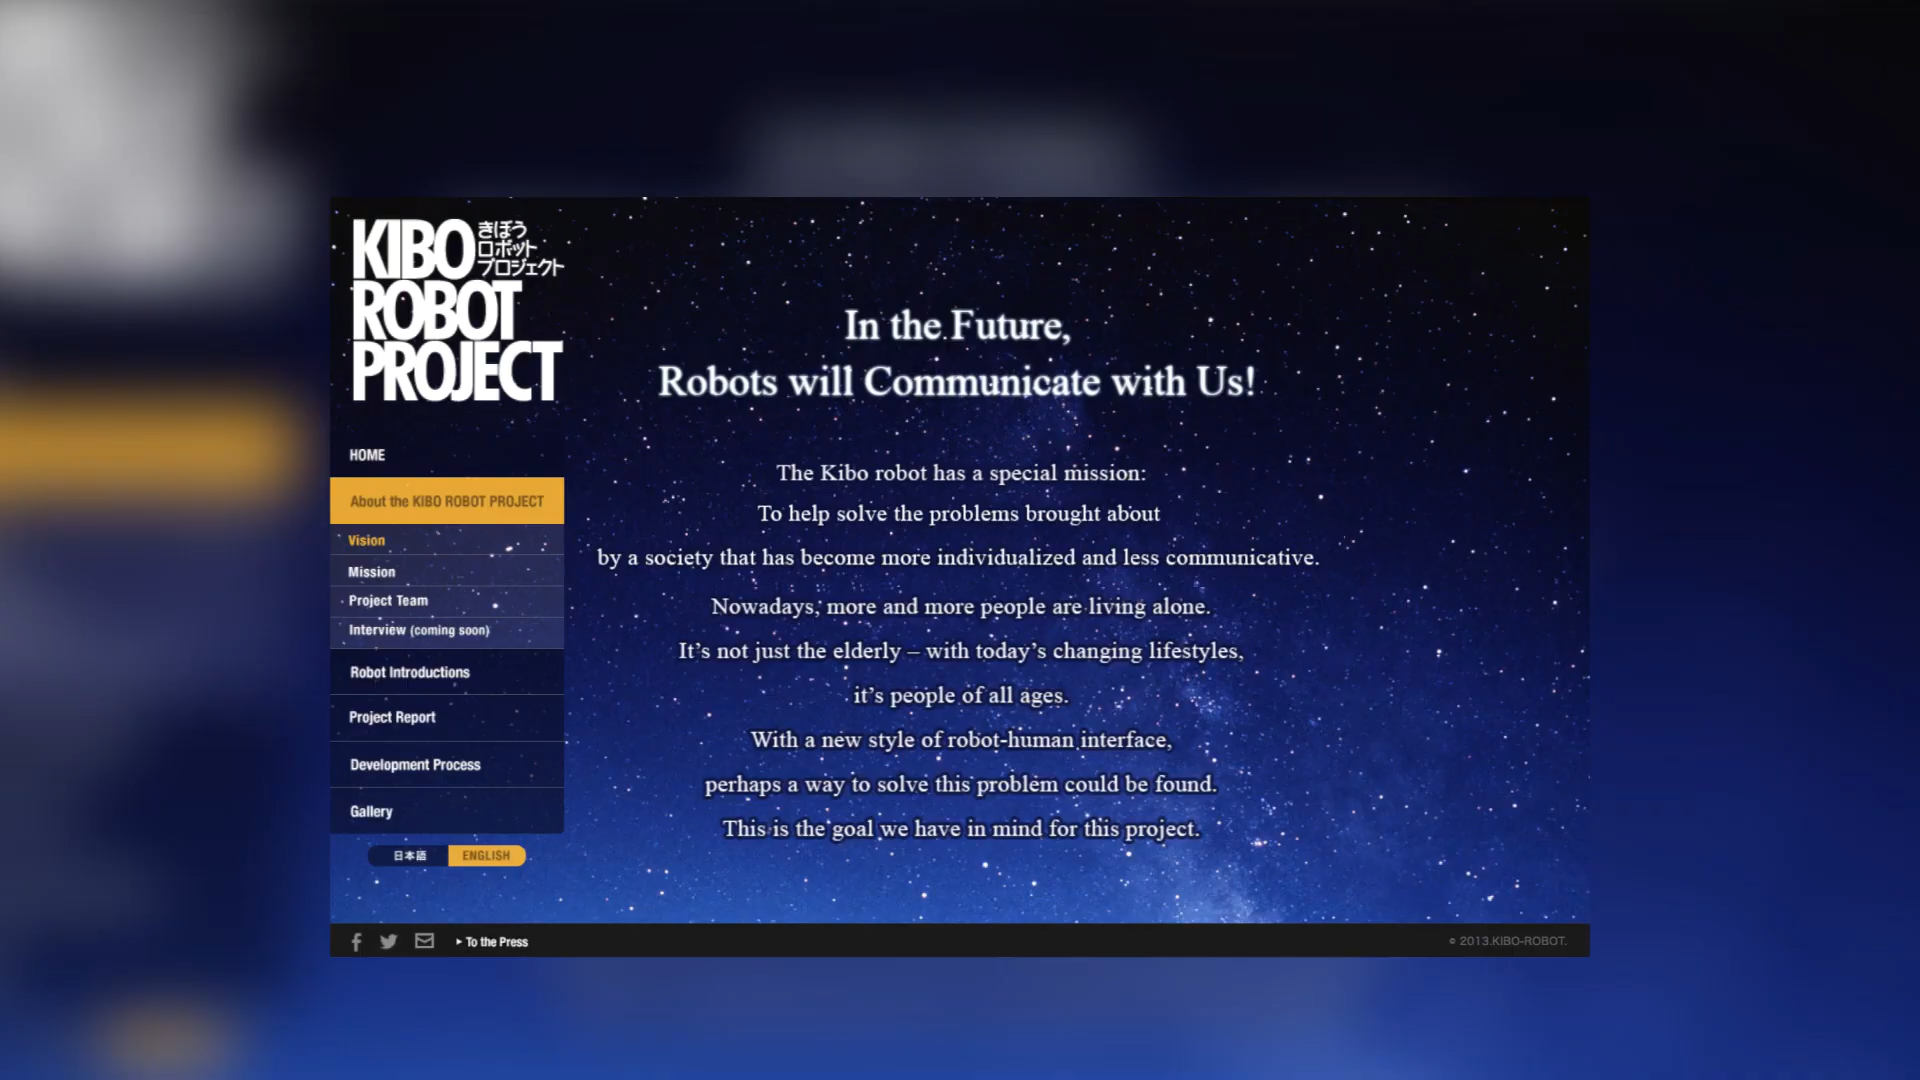 KIBO
きぼう
ロボット
プロジェクト
ROBOT
PROJECT
HOME
About the KIBO ROBOT PROJECT
Vision
Mission
Project Team
Interview (coming soon)
Robot Introductions
Project Report
Development Process
Gallery
日本語 ENGLISH
In the Future,
Robots will Communicate with Us!
The Kibo robot has a special mission:
To help solve the problems brought about
by a society that has become more individualized and less communicative.
Nowadays, more and more people are living alone.
It’s not just the elderly – with today’s changing lifestyles,
it’s people of all ages.
With a new style of robot-human interface,
perhaps a way to solve this problem could be found.
This is the goal we have in mind for this project.
To the Press
© 2013.KIBO-ROBOT.